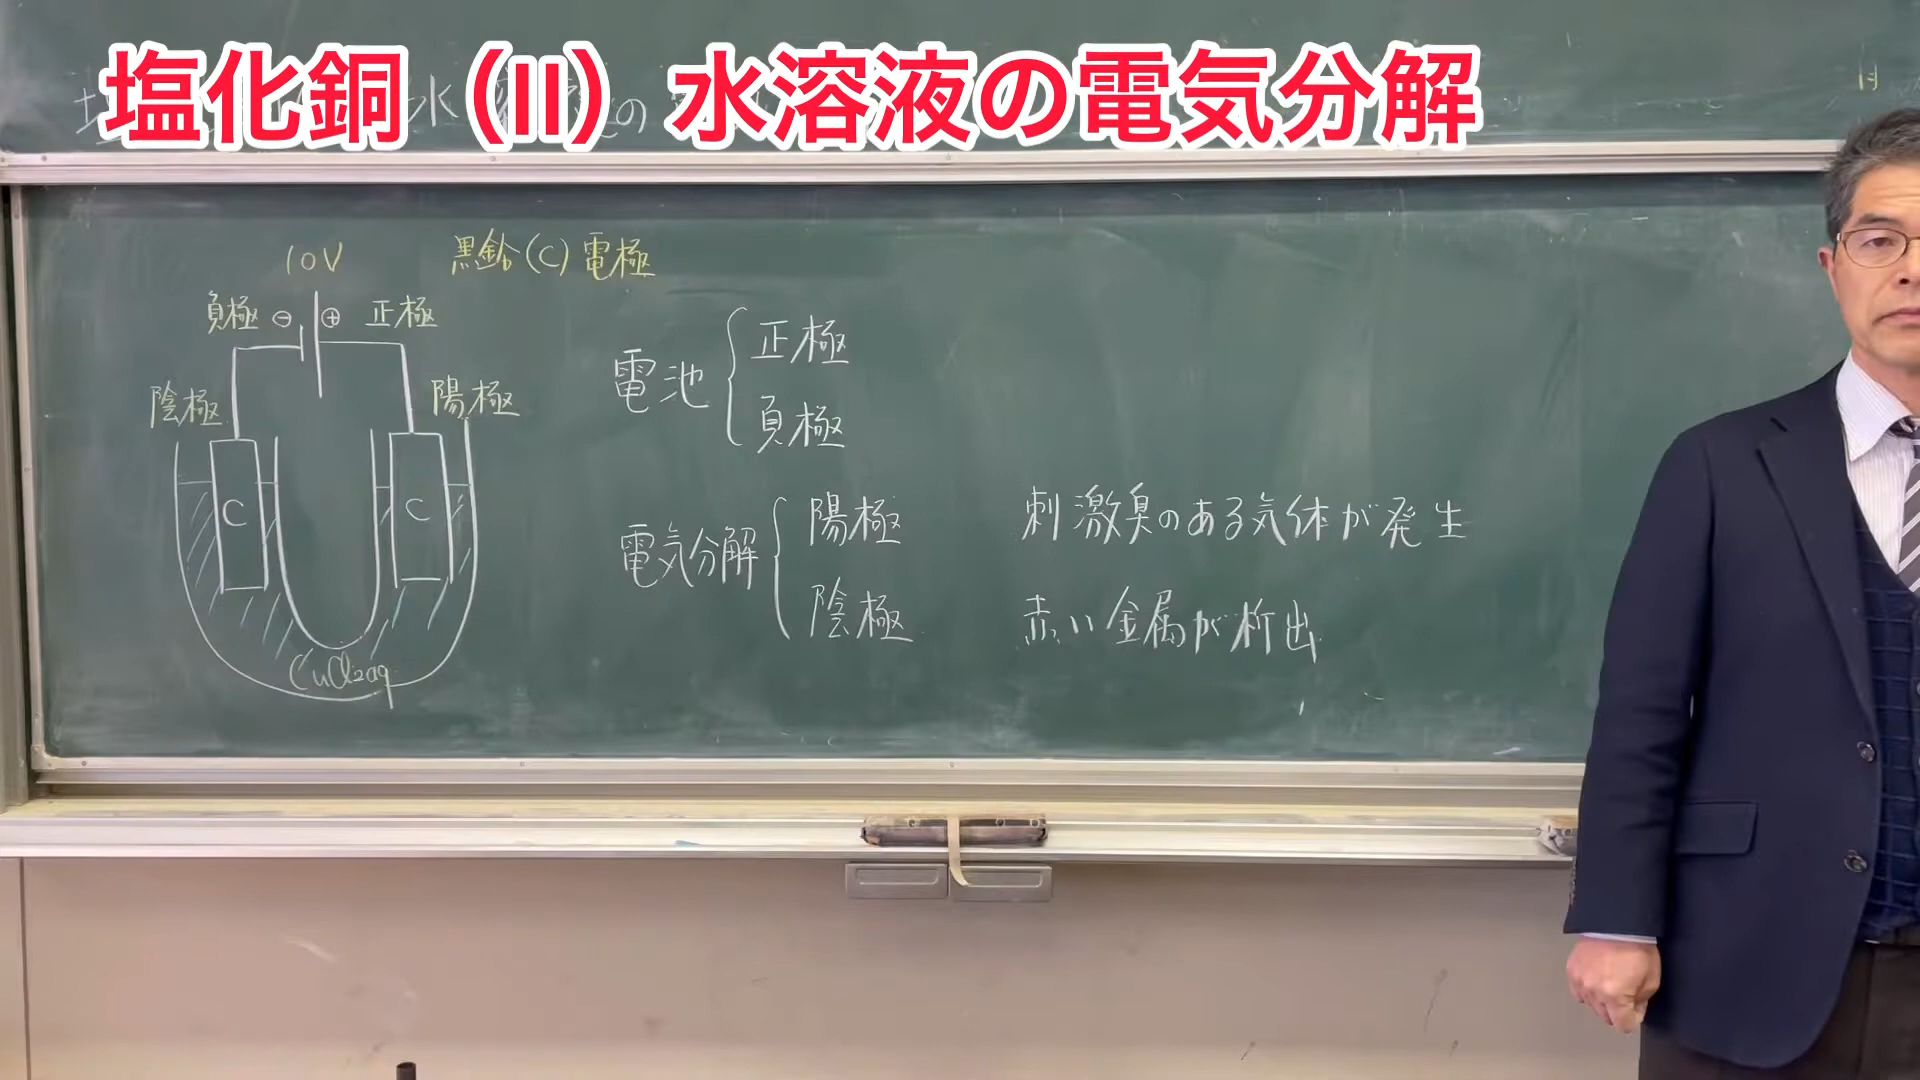 塩化銅（II）水溶液の電気分解
10V
黒鉛(C)電極
負極 ⊖ ⊕ 正極
陰極
陽極
C
C
CuCl2aq
電池
正極
負極
電気分解
陽極 刺激臭のある気体が発生
陰極 赤い金属が析出